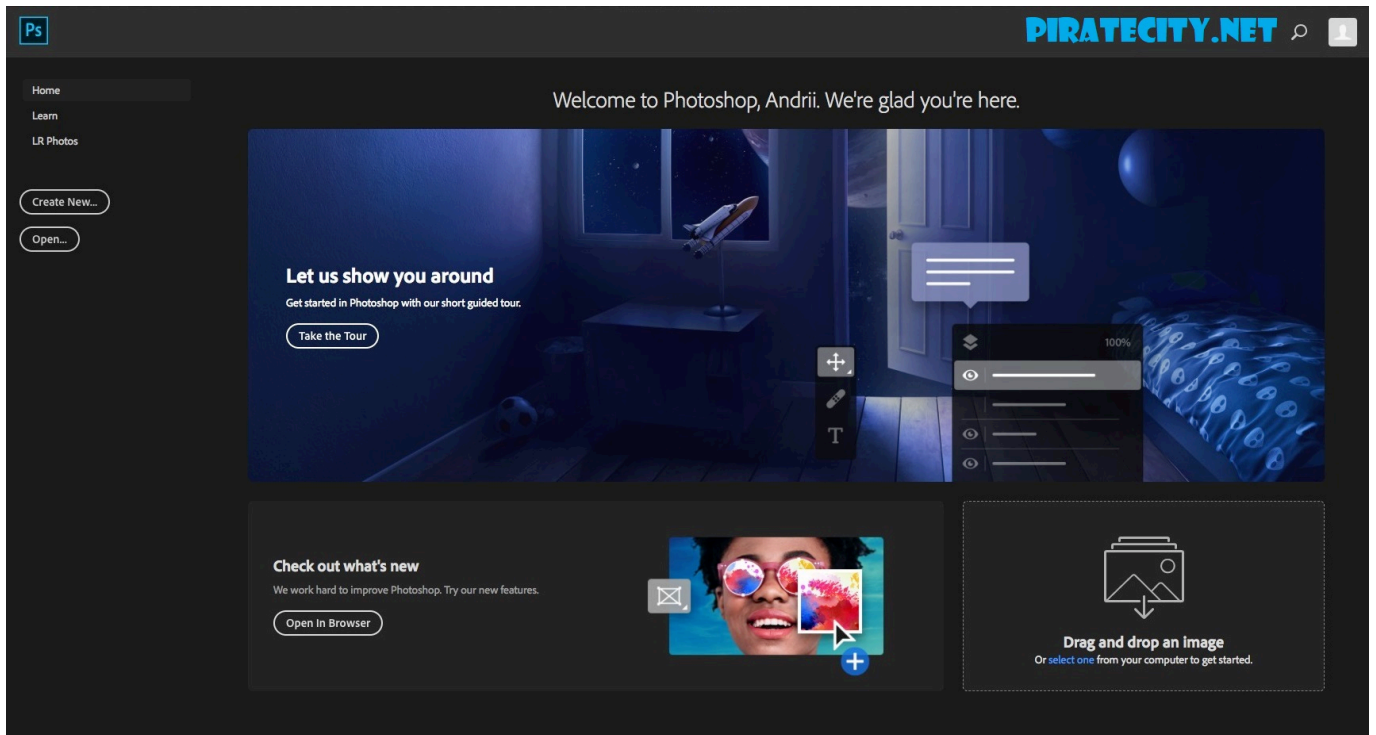 Ps
PIRATECITY.NET
Home
Learn
LR Photos
Create New...
Open...
Welcome to Photoshop, Andrii. We're glad you're here.
Let us show you around
Get started in Photoshop with our short guided tour.
Take the Tour
100%
T
Check out what's new
We work hard to improve Photoshop. Try our new features.
Open In Browser
Drag and drop an image
Or select one from your computer to get started.